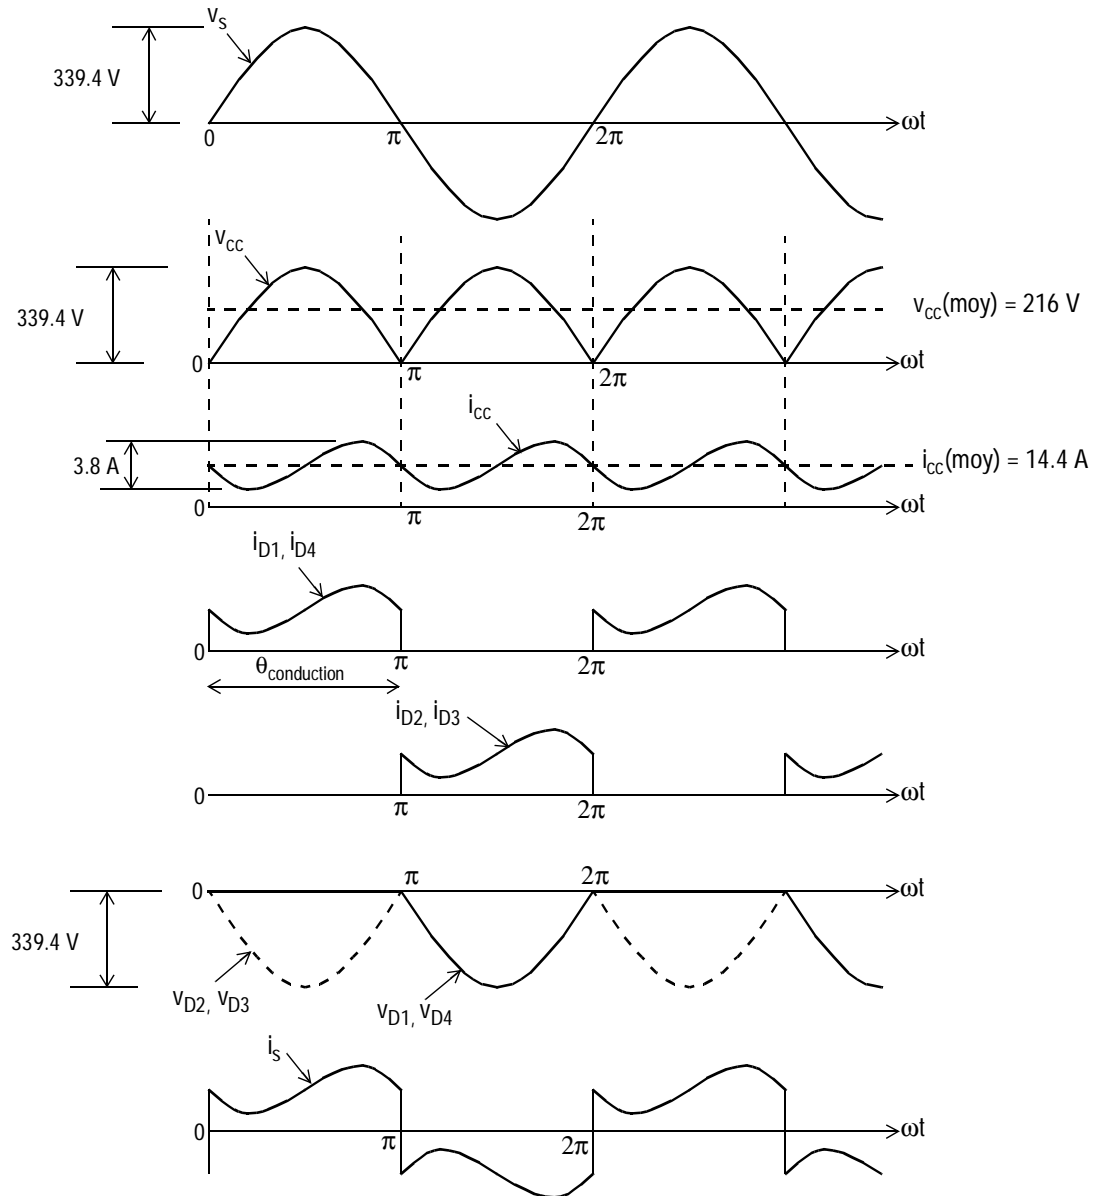 v_S
339.4 V
0 π 2π ωt
v_CC
339.4 V
v_CC(moy) = 216 V
0 π 2π ωt
i_CC
3.8 A
i_CC(moy) = 14.4 A
0 π 2π ωt
i_D1, i_D4
0 π 2π ωt
θ_conduction
i_D2, i_D3
0 π 2π ωt
0 π 2π ωt
339.4 V
v_D2, v_D3
v_D1, v_D4
i_S
0 π 2π ωt